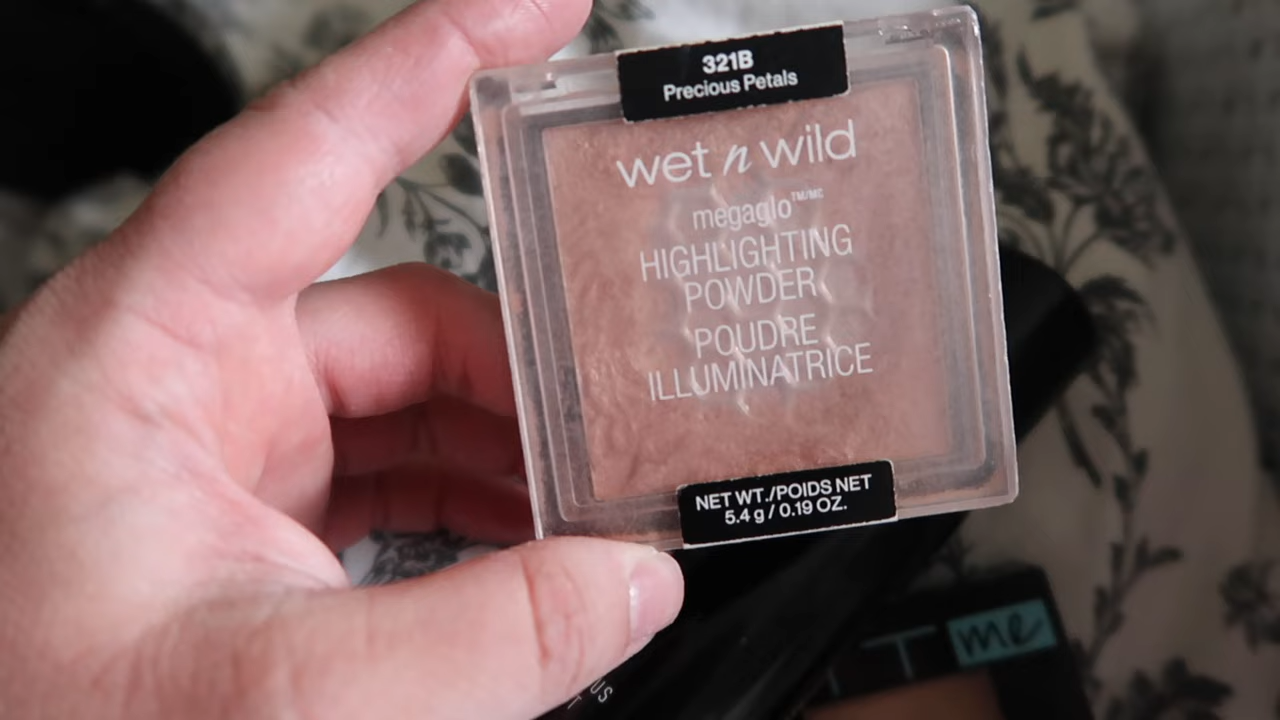 321B
Precious Petals
wet n wild
megaglo™/MC
HIGHLIGHTING
POWDER
POUDRE
ILLUMINATRICE
NET WT./POIDS NET
5.4 g / 0.19 OZ.
me